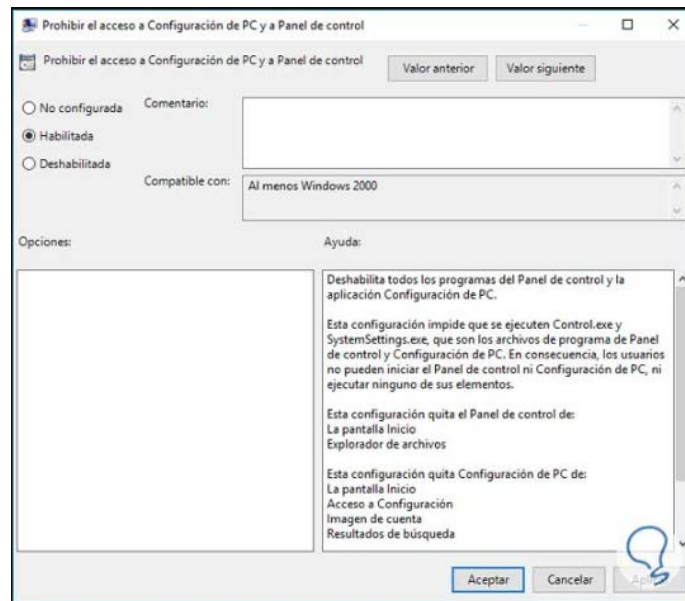 Prohibir el acceso a Configuración de PC y a Panel de control
Prohibir el acceso a Configuración de PC y a Panel de control
Valor anterior
Valor siguiente
No configurada
Habilitada
Deshabilitada
Comentario:
Compatible con:
Al menos Windows 2000
Opciones:
Ayuda:
Deshabilita todos los programas del Panel de control y la
aplicación Configuración de PC.
Esta configuración impide que se ejecuten Control.exe y
SystemSettings.exe, que son los archivos de programa de Panel
de control y Configuración de PC. En consecuencia, los usuarios
no pueden iniciar el Panel de control ni Configuración de PC, ni
ejecutar ninguno de sus elementos.
Esta configuración quita el Panel de control de:
La pantalla Inicio
Explorador de archivos
Esta configuración quita Configuración de PC de:
La pantalla Inicio
Acceso a Configuración
Imagen de cuenta
Resultados de búsqueda
Aceptar
Cancelar